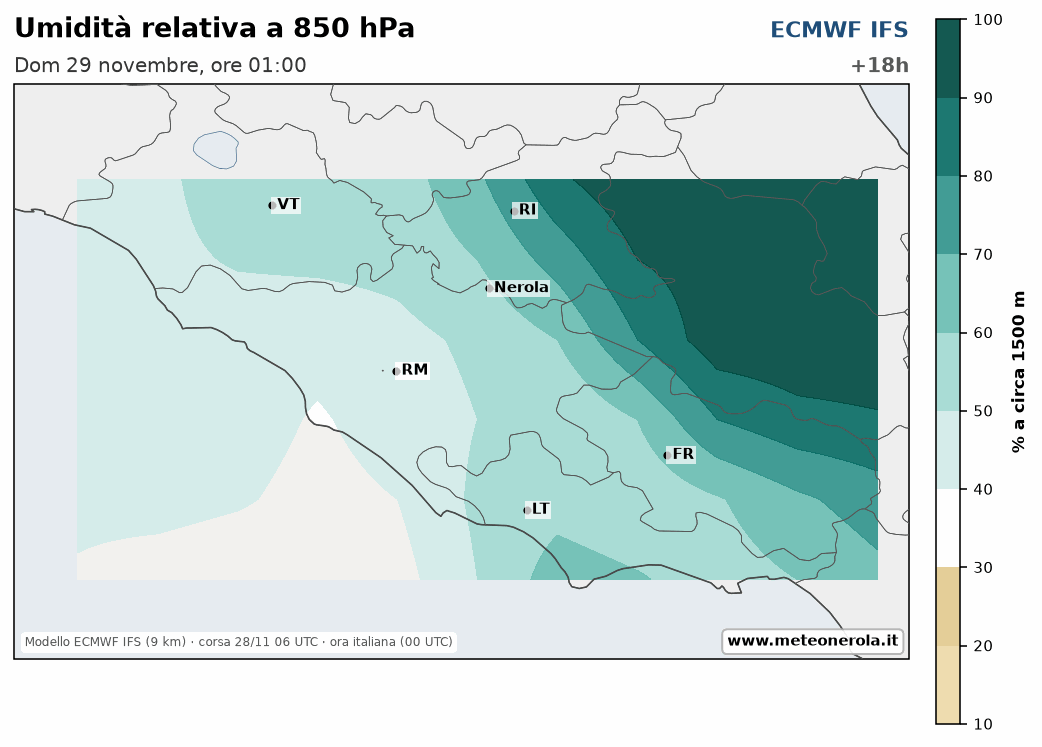 Umidità relativa a 850 hPa
ECMWF IFS
Dom 29 novembre, ore 01:00
+18h
100
90
80
70
60
50
40
30
20
10
% a circa 1500 m
VT
RI
Nerola
RM
FR
LT
Modello ECMWF IFS (9 km) · corsa 28/11 06 UTC · ora italiana (00 UTC)
www.meteonerola.it